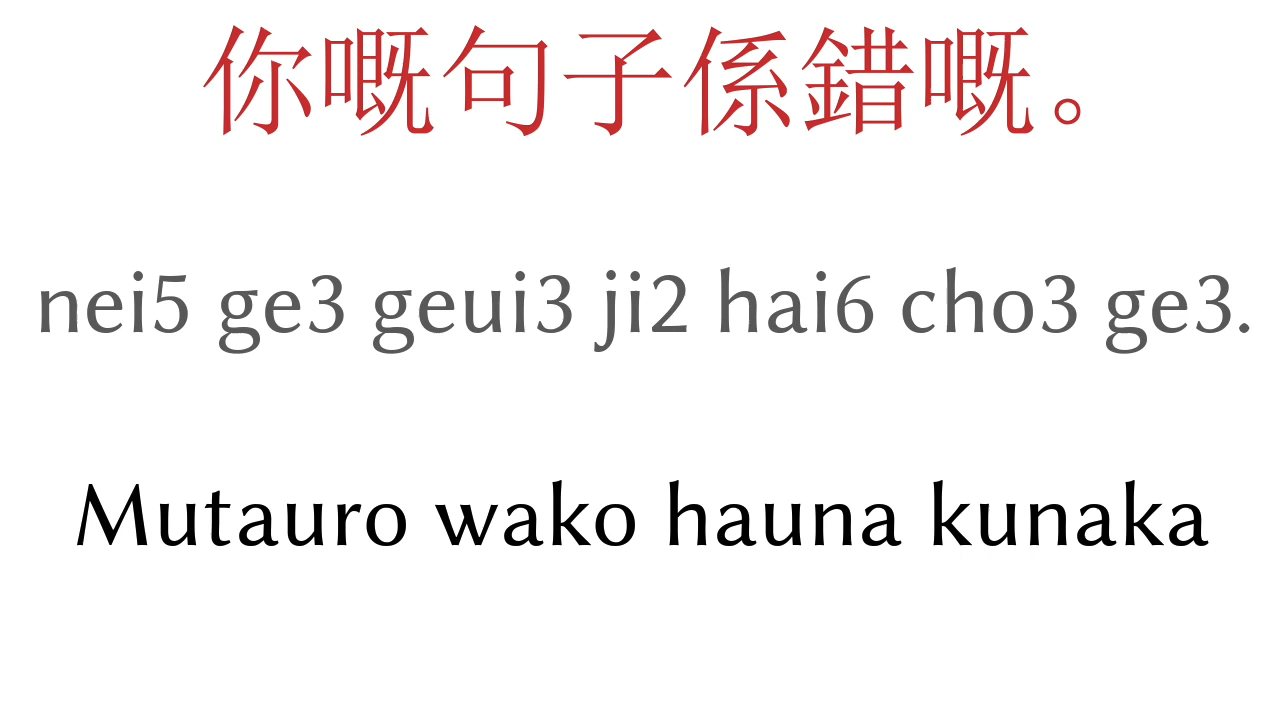 你嘅句子係錯嘅。
nei5 ge3 geui3 ji2 hai6 cho3 ge3.
Mutauro wako hauna kunaka